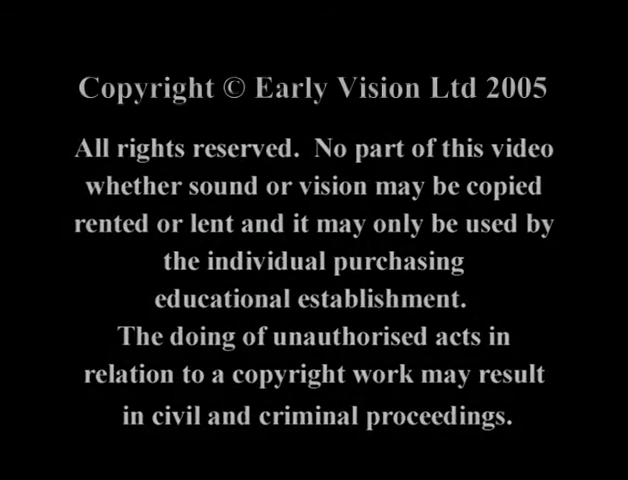 Copyright © Early Vision Ltd 2005
All rights reserved.  No part of this video
whether sound or vision may be copied
rented or lent and it may only be used by
the individual purchasing
educational establishment.
The doing of unauthorised acts in
relation to a copyright work may result
in civil and criminal proceedings.